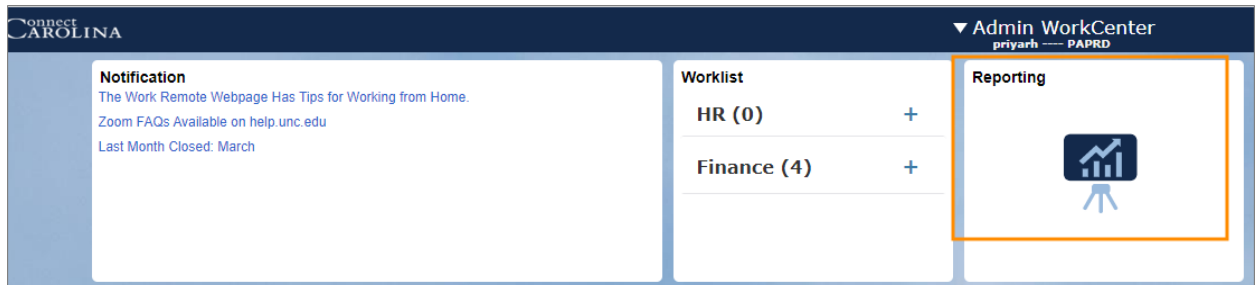 Connect
CAROLINA
▼ Admin WorkCenter
priyarh ---- PAPRD
Notification
The Work Remote Webpage Has Tips for Working from Home.
Zoom FAQs Available on help.unc.edu
Last Month Closed: March
Worklist
HR (0) +
Finance (4) +
Reporting